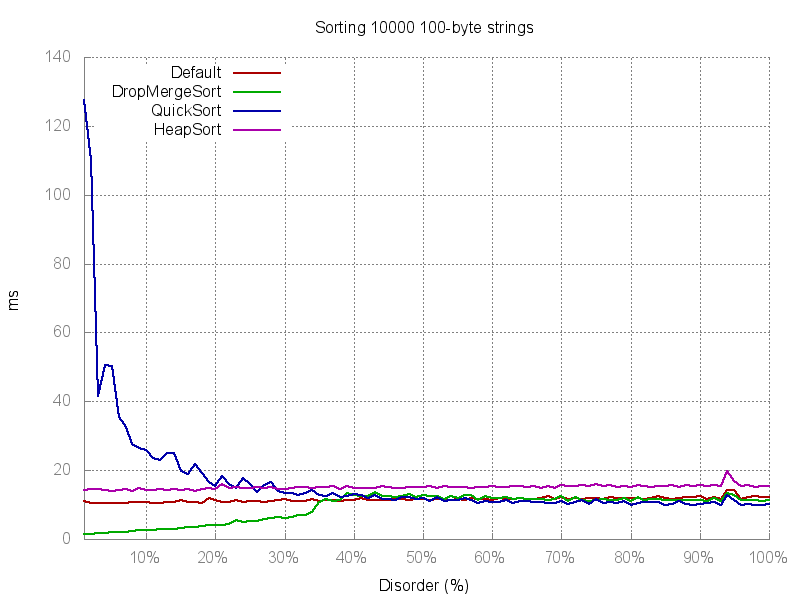 Sorting 10000 100-byte strings
140
120
100
80
60
40
20
0
ms
Default
DropMergeSort
QuickSort
HeapSort
10% 20% 30% 40% 50% 60% 70% 80% 90% 100%
Disorder (%)